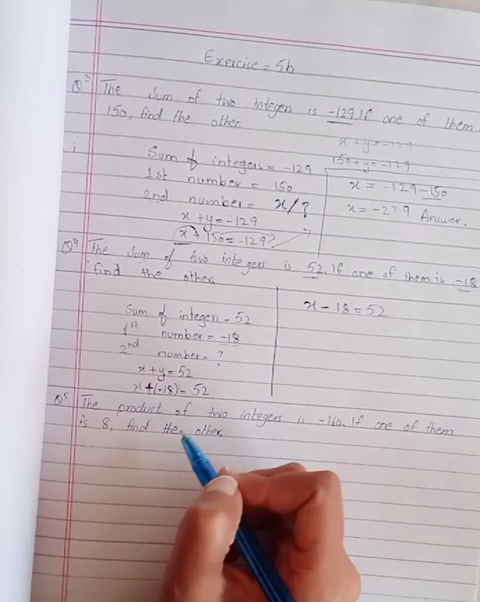 Exercise = 5b
Q3 The sum of two integers is -129. If one of them
150, find the other.
x + y = -129
150 + y = -129
Sum of integers = -129
1st number = 150
2nd number = x/?
x + y = -129
x + 150 = -129?
x = -129 - 150
x = -279 Answer.
Q4 The sum of two integers is 52. If one of them is -18
find the other.
Sum of integers = 52
1st number = -18
2nd number = ?
x + y = 52
x + (-18) = 52
x - 18 = 52
Q5 The product of two integers is -160. If one of them
is 8, find the other.